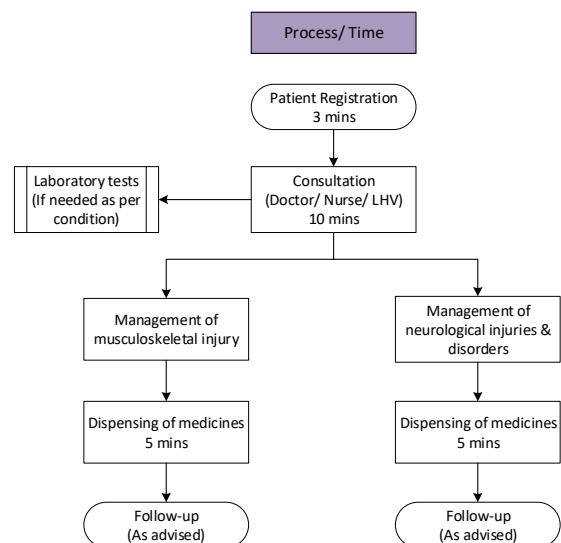 Process/ Time
Patient Registration
3 mins
Laboratory tests
(If needed as per
condition)
Consultation
(Doctor/ Nurse/ LHV)
10 mins
Management of
musculoskeletal injury
Management of
neurological injuries &
disorders
Dispensing of medicines
5 mins
Dispensing of medicines
5 mins
Follow-up
(As advised)
Follow-up
(As advised)